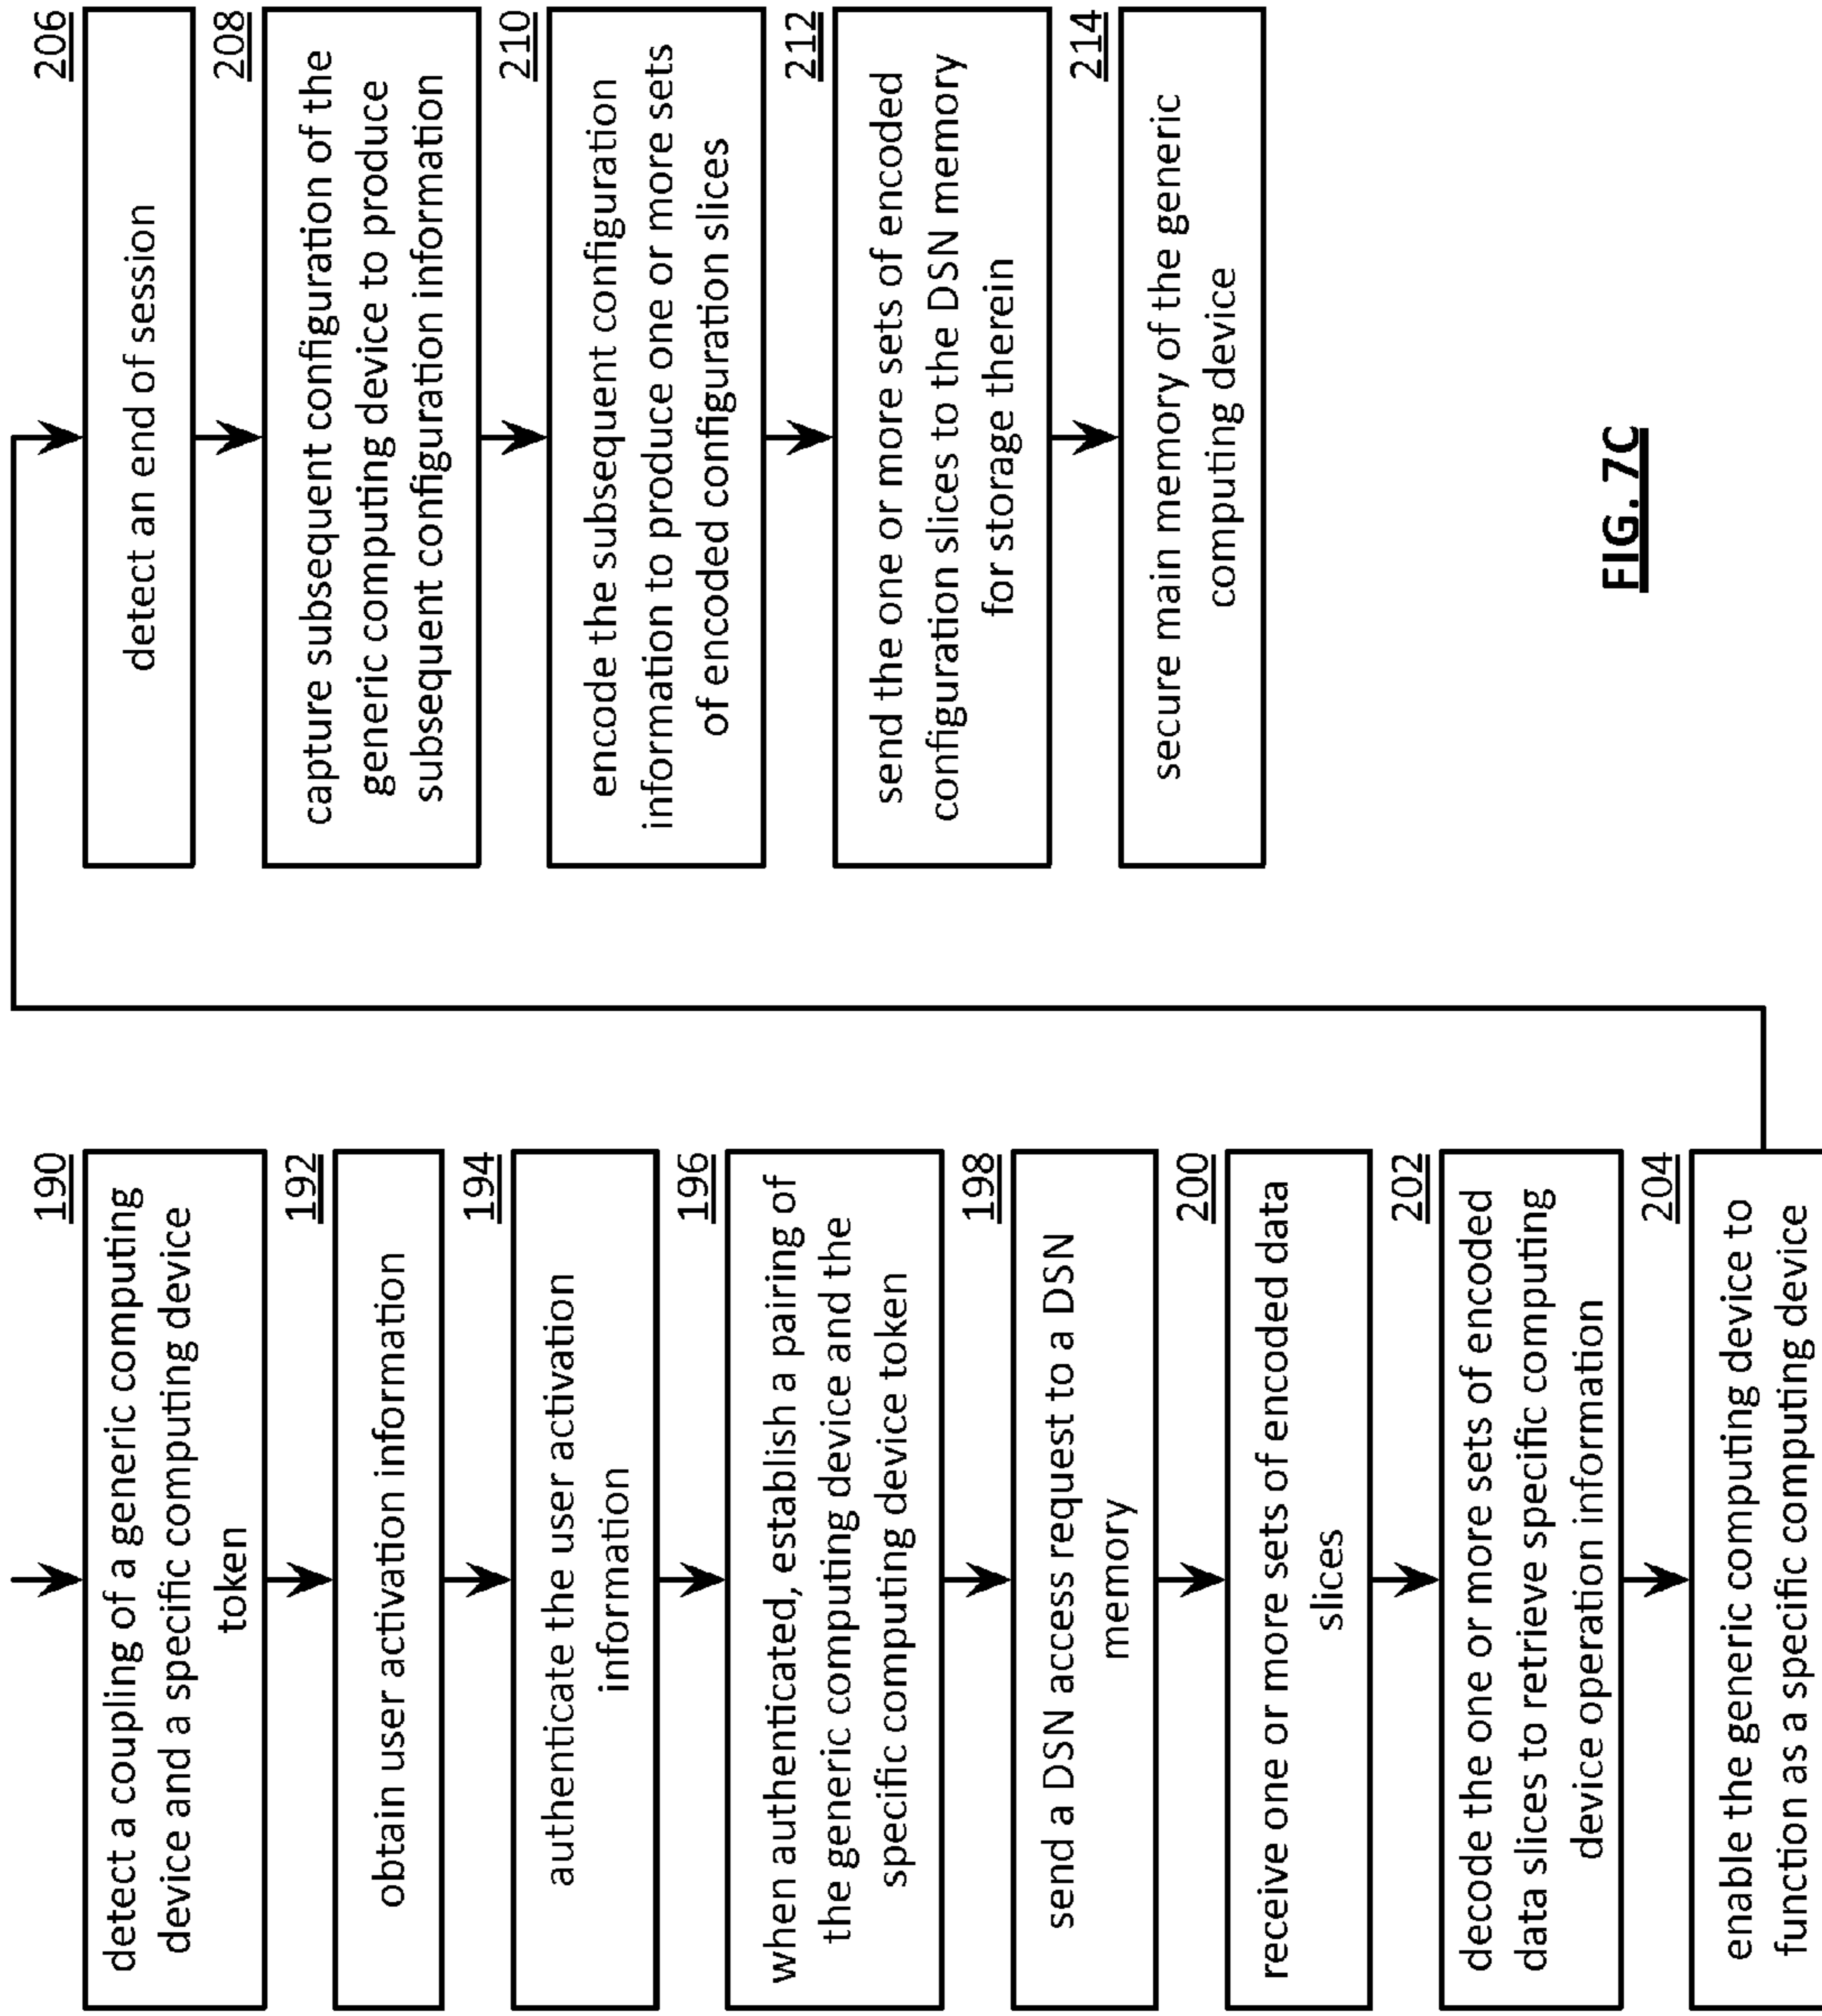 190
detect a coupling of a generic computing
device and a specific computing device
token
192
obtain user activation information
194
authenticate the user activation
information
196
when authenticated, establish a pairing of
the generic computing device and the
specific computing device token
198
send a DSN access request to a DSN
memory
200
receive one or more sets of encoded data
slices
202
decode the one or more sets of encoded
data slices to retrieve specific computing
device operation information
204
enable the generic computing device to
function as a specific computing device
206
detect an end of session
208
capture subsequent configuration of the
generic computing device to produce
subsequent configuration information
210
encode the subsequent configuration
information to produce one or more sets
of encoded configuration slices
212
send the one or more sets of encoded
configuration slices to the DSN memory
for storage therein
214
secure main memory of the generic
computing device
FIG. 7C